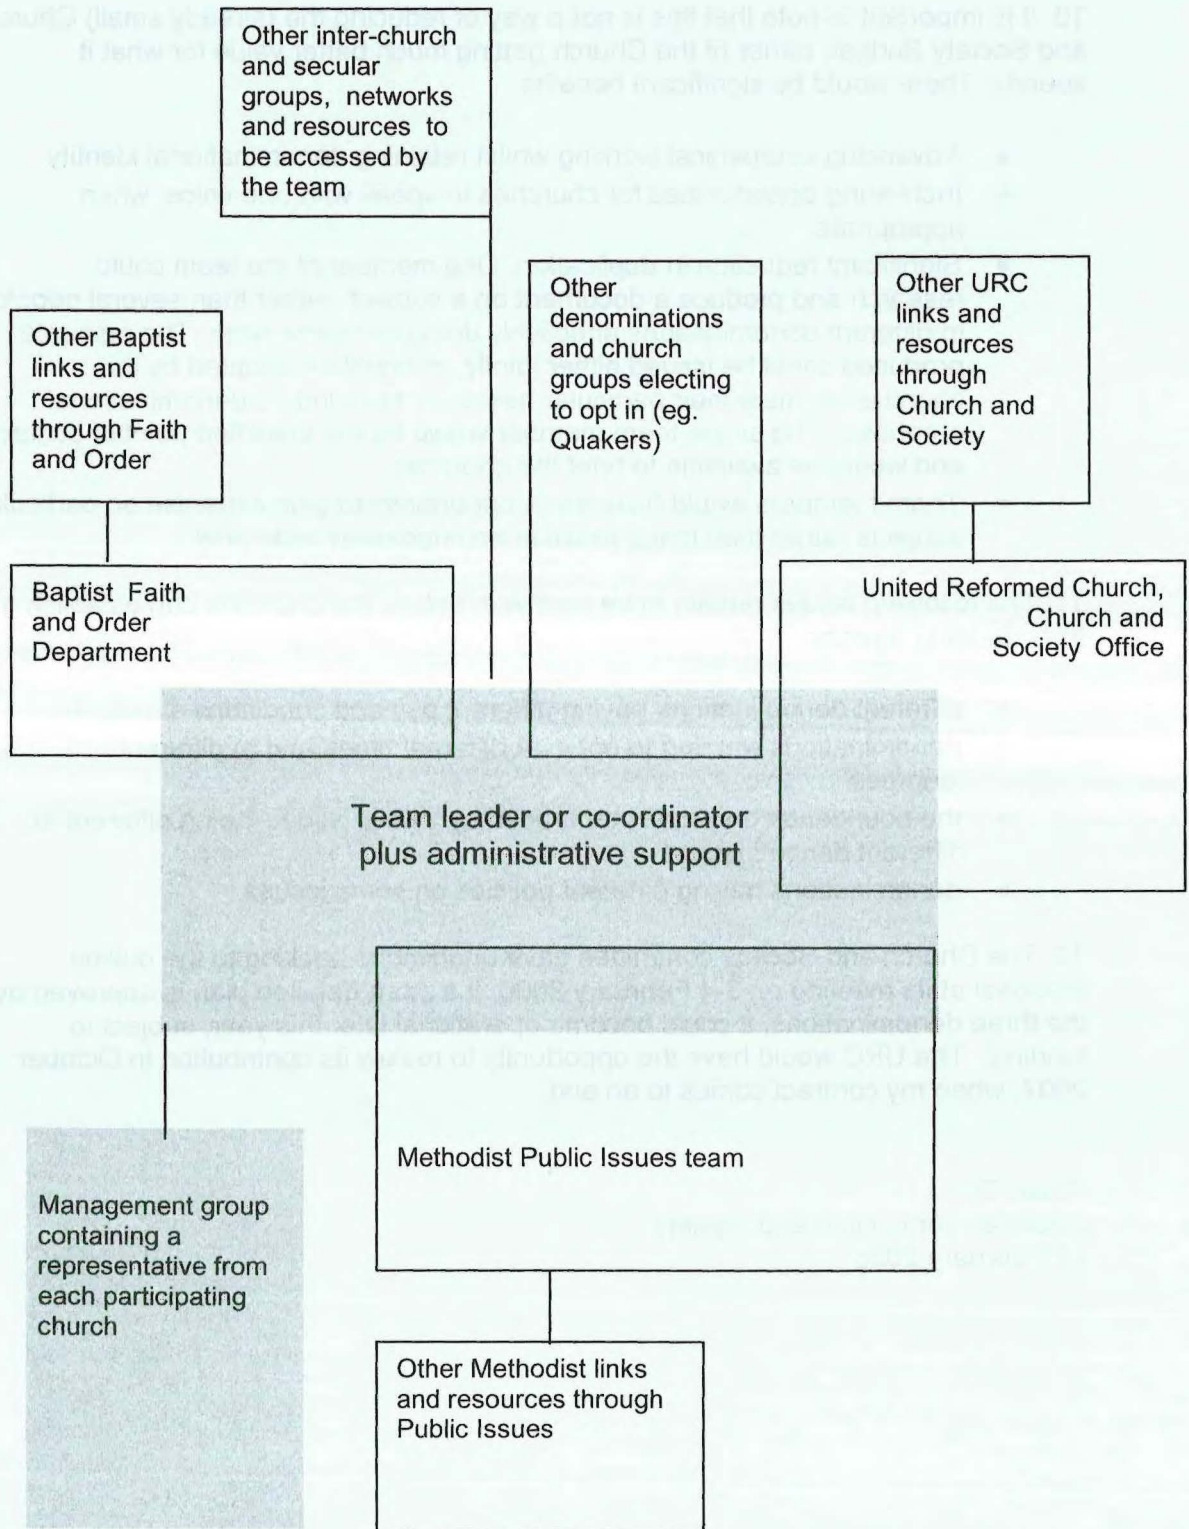 Other inter-church
and secular
groups, networks
and resources to
be accessed by
the team
Other
denominations
and church
groups electing
to opt in (eg.
Quakers)
Other URC
links and
resources
through
Church and
Society
Other Baptist
links and
resources
through Faith
and Order
Baptist Faith
and Order
Department
United Reformed Church,
Church and
Society Office
Team leader or co-ordinator
plus administrative support
Methodist Public Issues team
Management group
containing a
representative from
each participating
church
Other Methodist links
and resources through
Public Issues